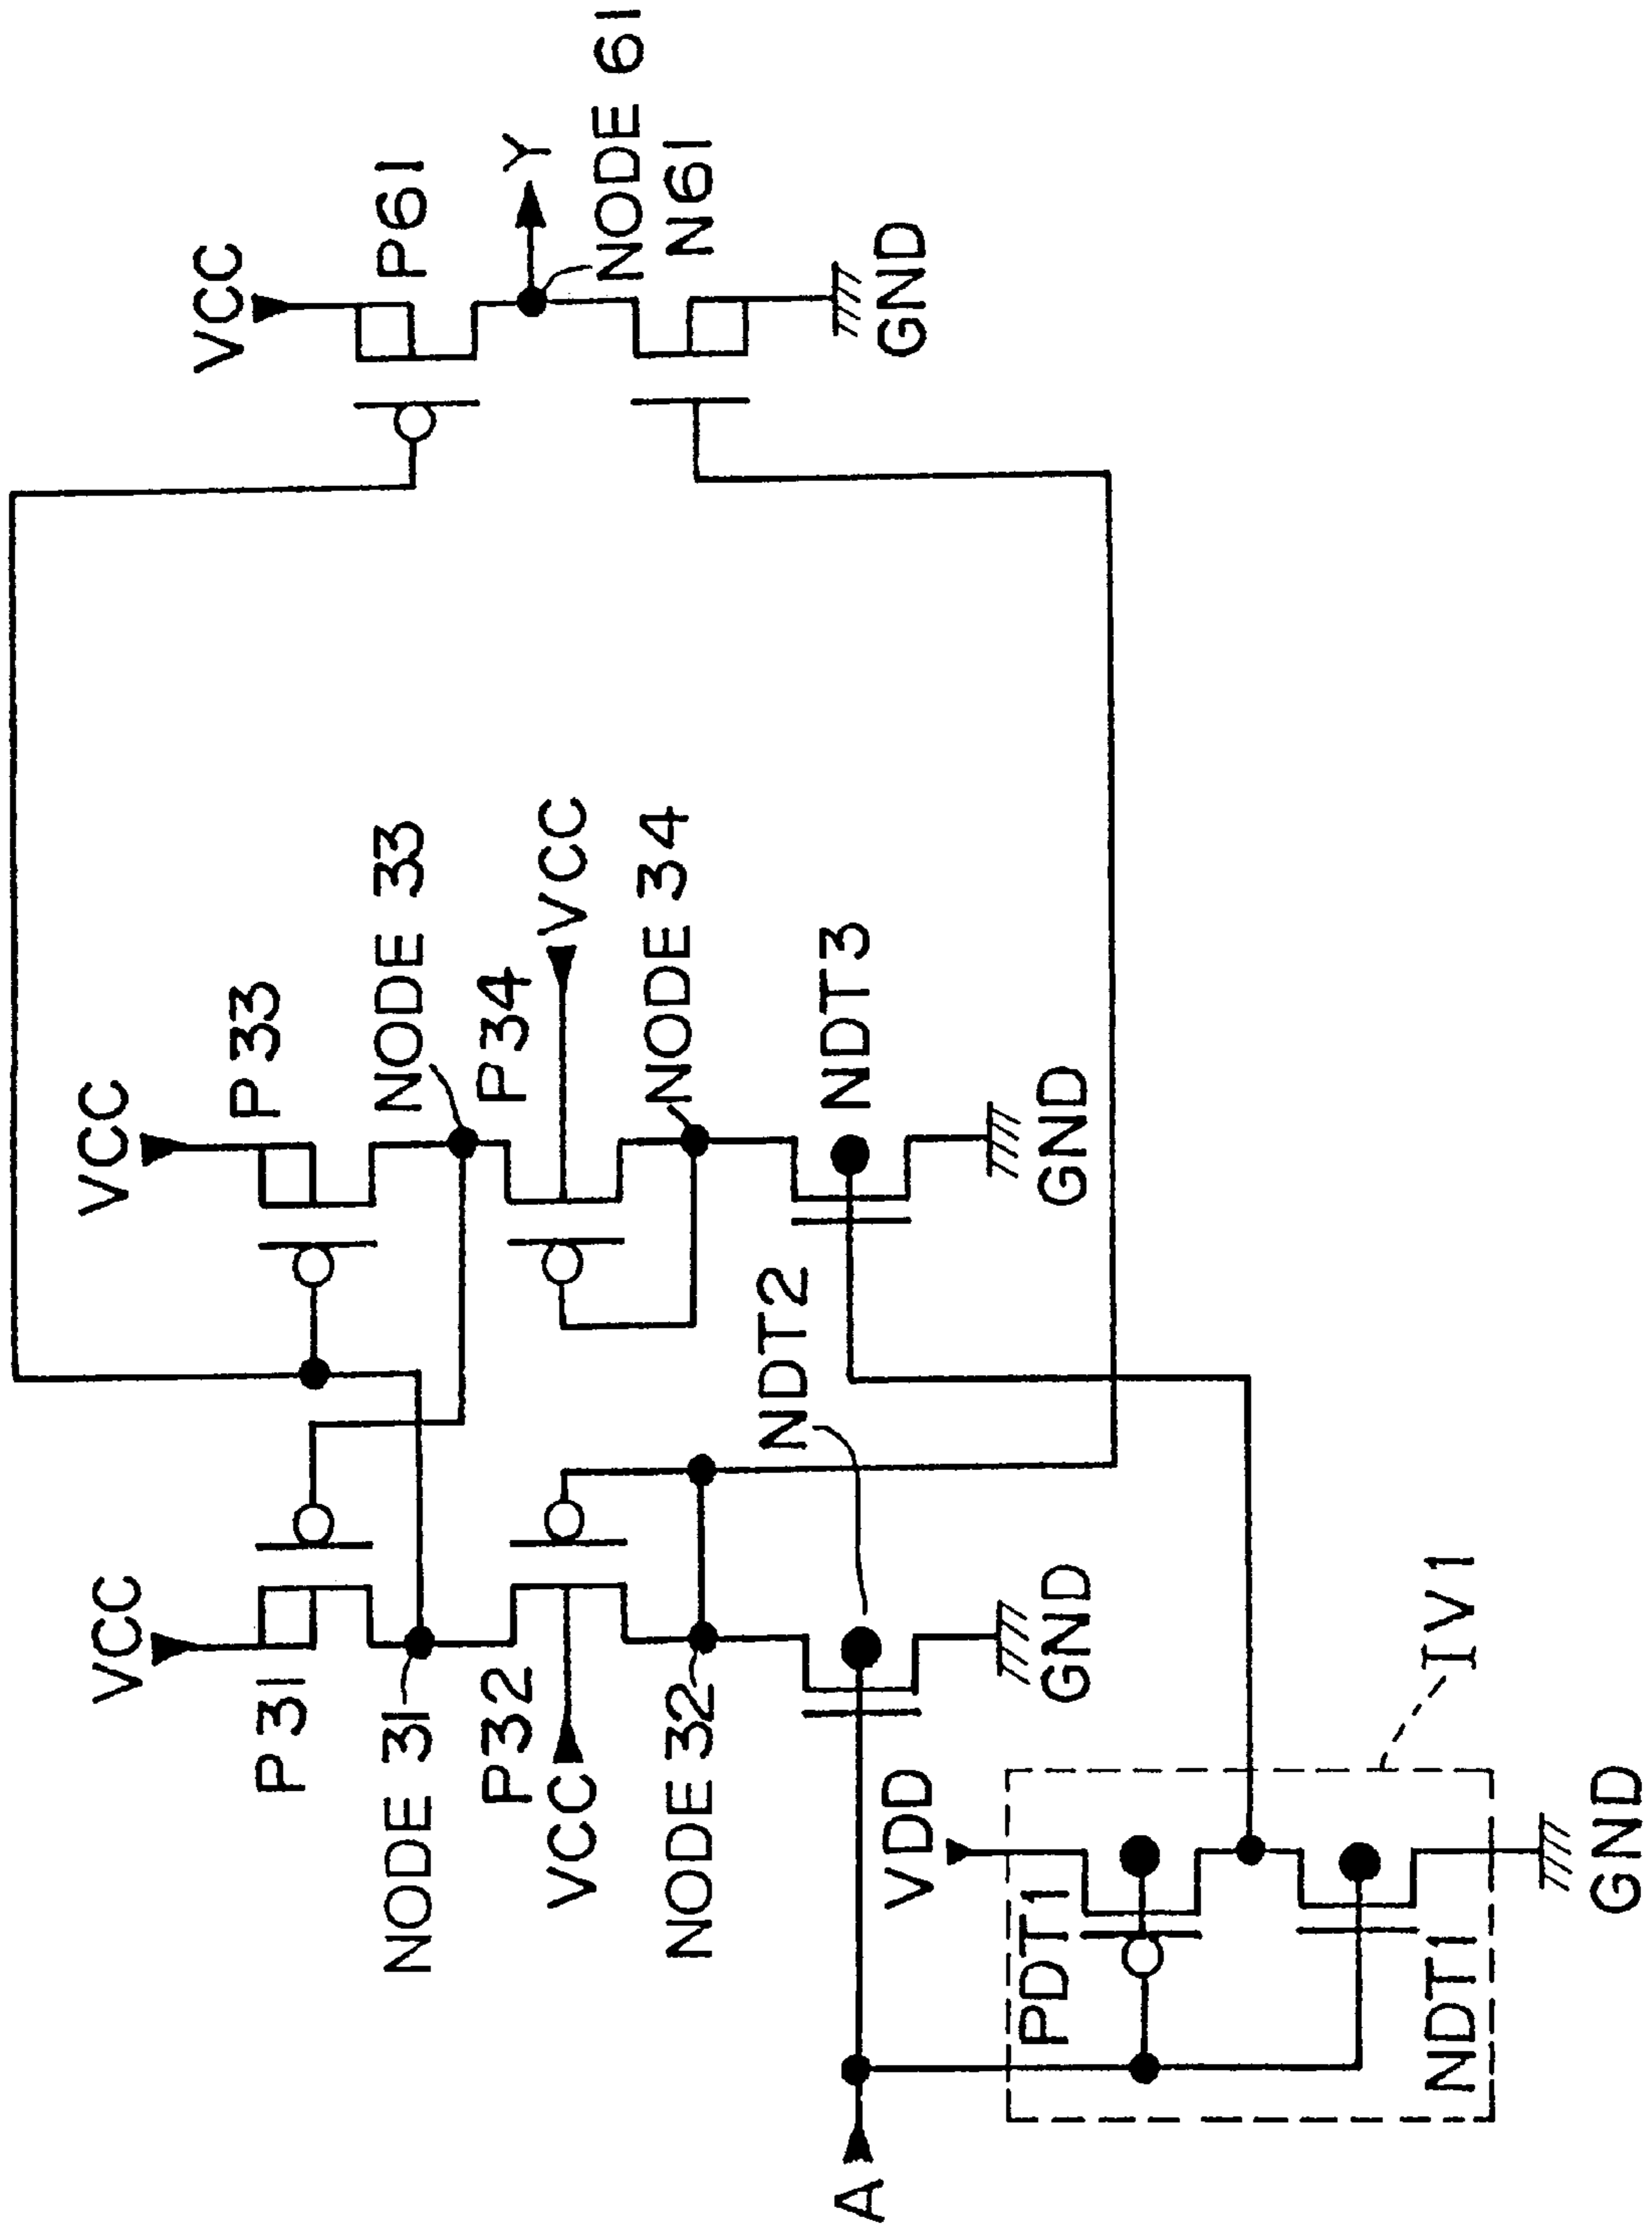 VCC
P61
Y
NODE 61
N61
GND
VCC
P33
NODE 33
P34
VCC
NODE 34
NDT3
GND
VCC
P31
NODE 31
P32
VCC
NODE 32
NDT2
GND
A
VDD
PDT1
NDT1
IV1
GND